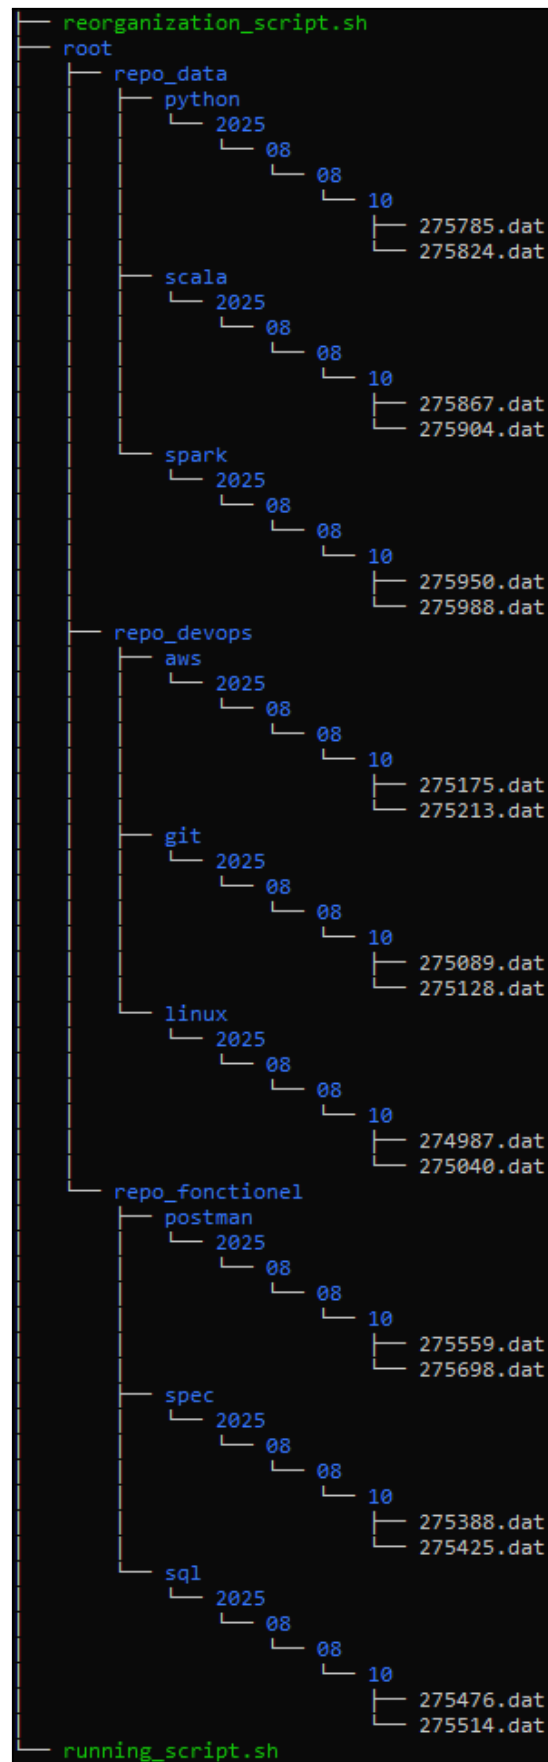 reorganization_script.sh
root
repo_data
python
2025
08
08
10
275785.dat
275824.dat
scala
2025
08
08
10
275867.dat
275904.dat
spark
2025
08
08
10
275950.dat
275988.dat
repo_devops
aws
2025
08
08
10
275175.dat
275213.dat
git
2025
08
08
10
275089.dat
275128.dat
linux
2025
08
08
10
274987.dat
275040.dat
repo_fonctionel
postman
2025
08
08
10
275559.dat
275698.dat
spec
2025
08
08
10
275388.dat
275425.dat
sql
2025
08
08
10
275476.dat
275514.dat
running_script.sh